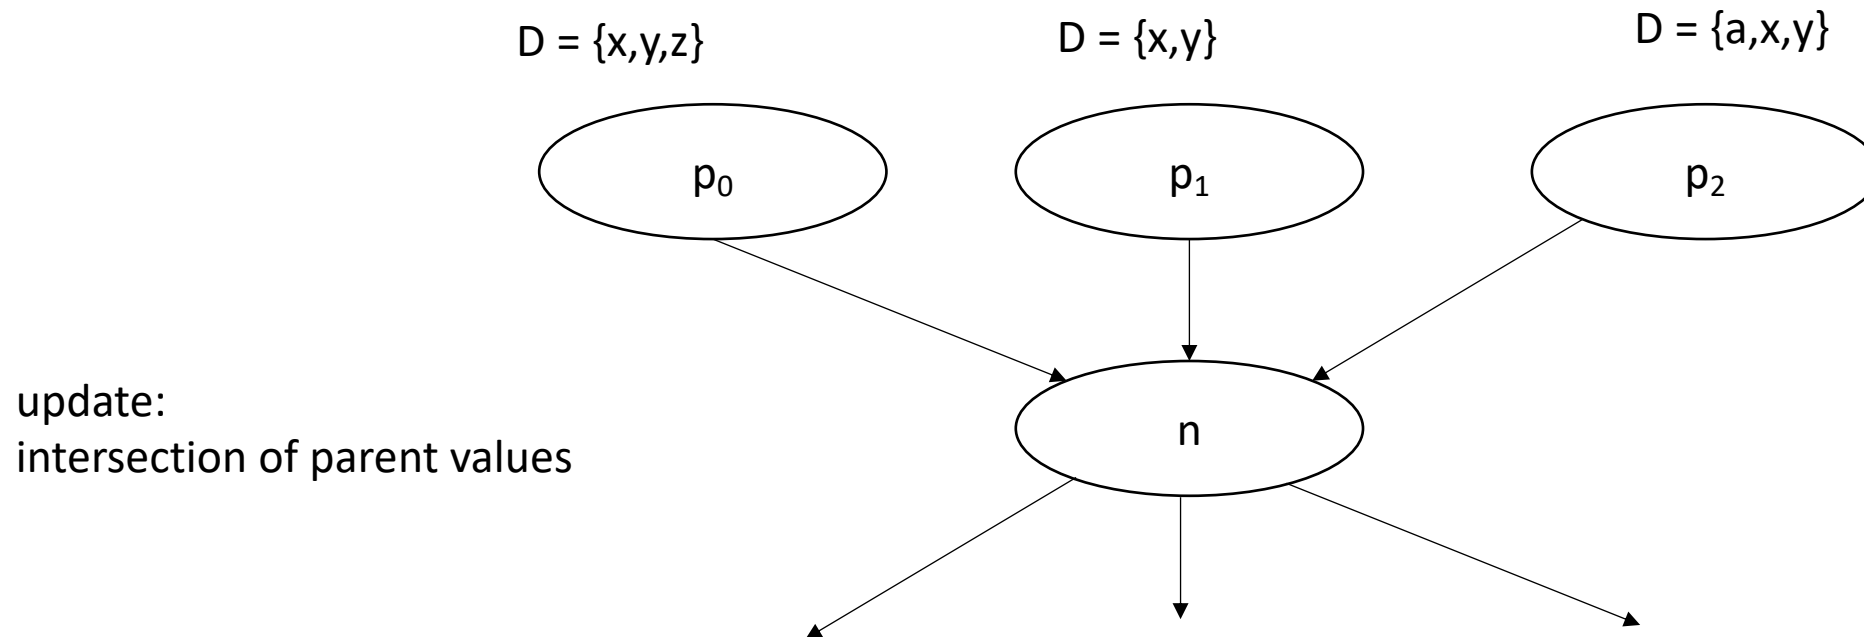 D = {x,y,z}
D = {x,y}
D = {a,x,y}
p₀
p₁
p₂
n
update:
intersection of parent values